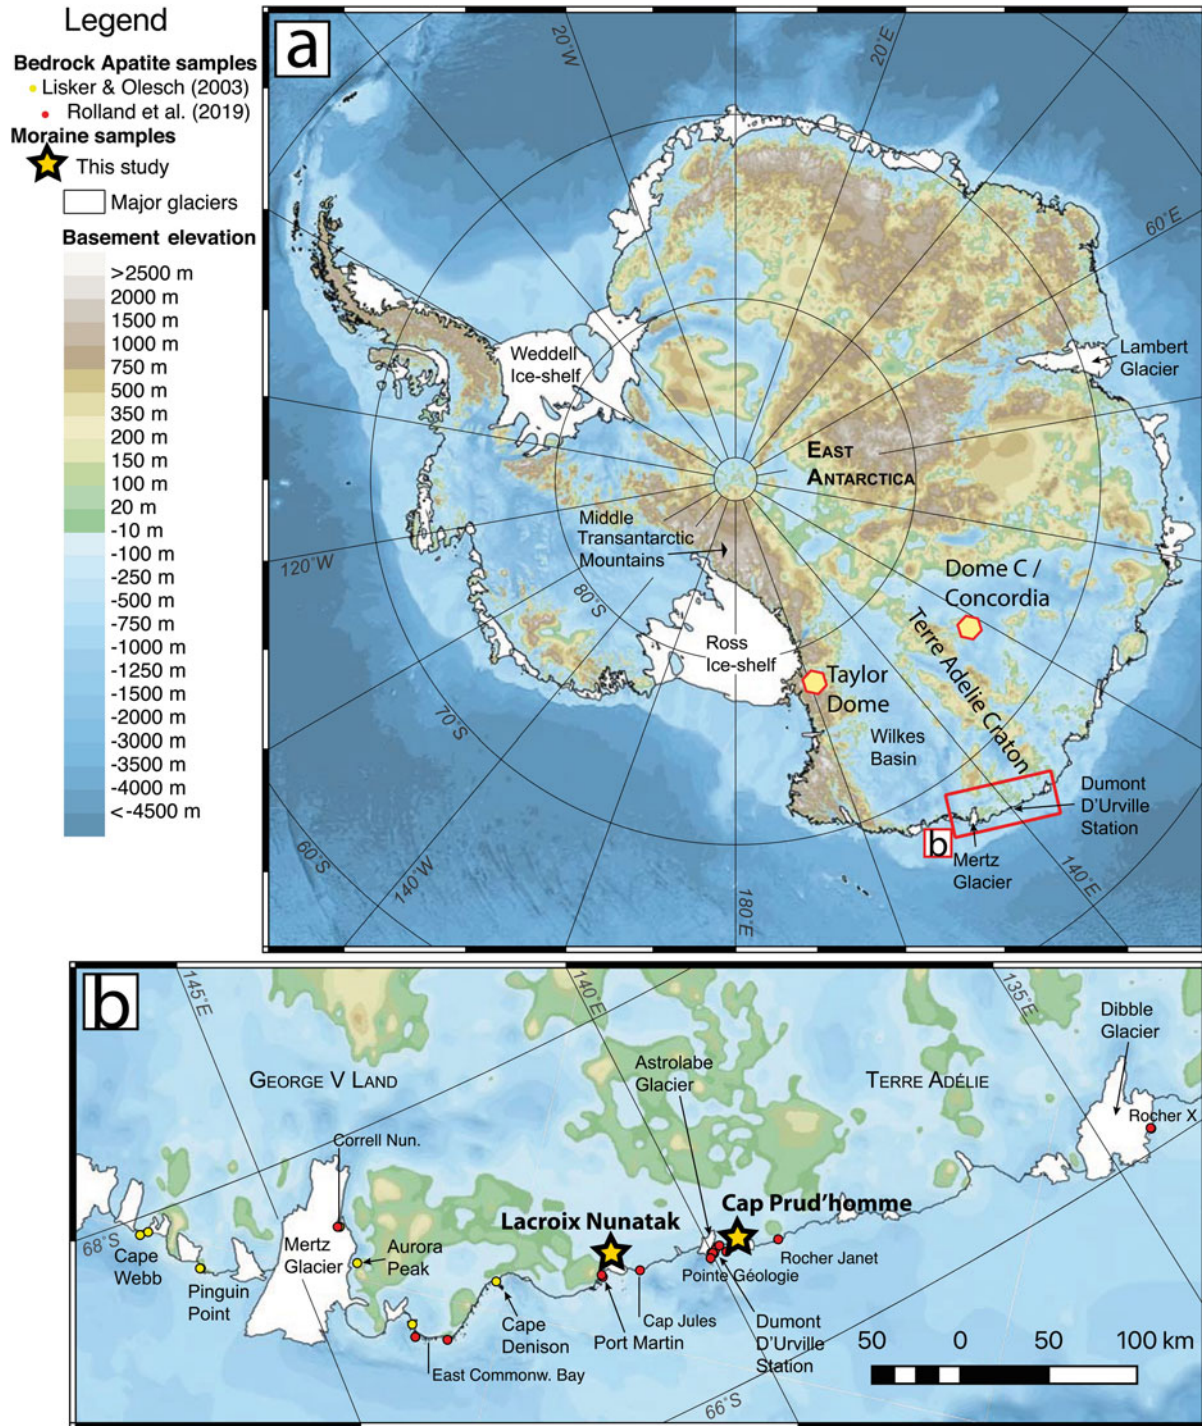 Legend
Bedrock Apatite samples
Lisker & Olesch (2003)
Rolland et al. (2019)
Moraine samples
This study
Major glaciers
Basement elevation
>2500 m
2000 m
1500 m
1000 m
750 m
500 m
350 m
200 m
150 m
100 m
20 m
-10 m
-100 m
-250 m
-500 m
-750 m
-1000 m
-1250 m
-1500 m
-2000 m
-3000 m
-3500 m
-4000 m
<-4500 m
a
20°W
20°E
60°E
Weddell
Ice-shelf
Lambert
Glacier
EAST
ANTARCTICA
Middle
Transantarctic
Mountains
120°W
80°S
Dome C /
Concordia
Terre Adelie Craton
Ross
Ice-shelf
Taylor
Dome
Wilkes
Basin
70°S
Dumont
D'Urville
Station
b
Mertz
Glacier
60°S
140°W
180°E
140°E
b
145°E
140°E
135°E
Dibble
Glacier
Astrolabe
Glacier
GEORGE V LAND
TERRE ADÉLIE
Rocher X
Correll Nun.
Cap Prud'homme
Lacroix Nunatak
68°S
Cape
Webb
Mertz
Glacier
Aurora
Peak
Rocher Janet
Pointe Géologie
Pinguin
Point
Cape
Denison
Cap Jules
Port Martin
Dumont
D'Urville
Station
East Commonw. Bay
50 0 50 100 km
66°S